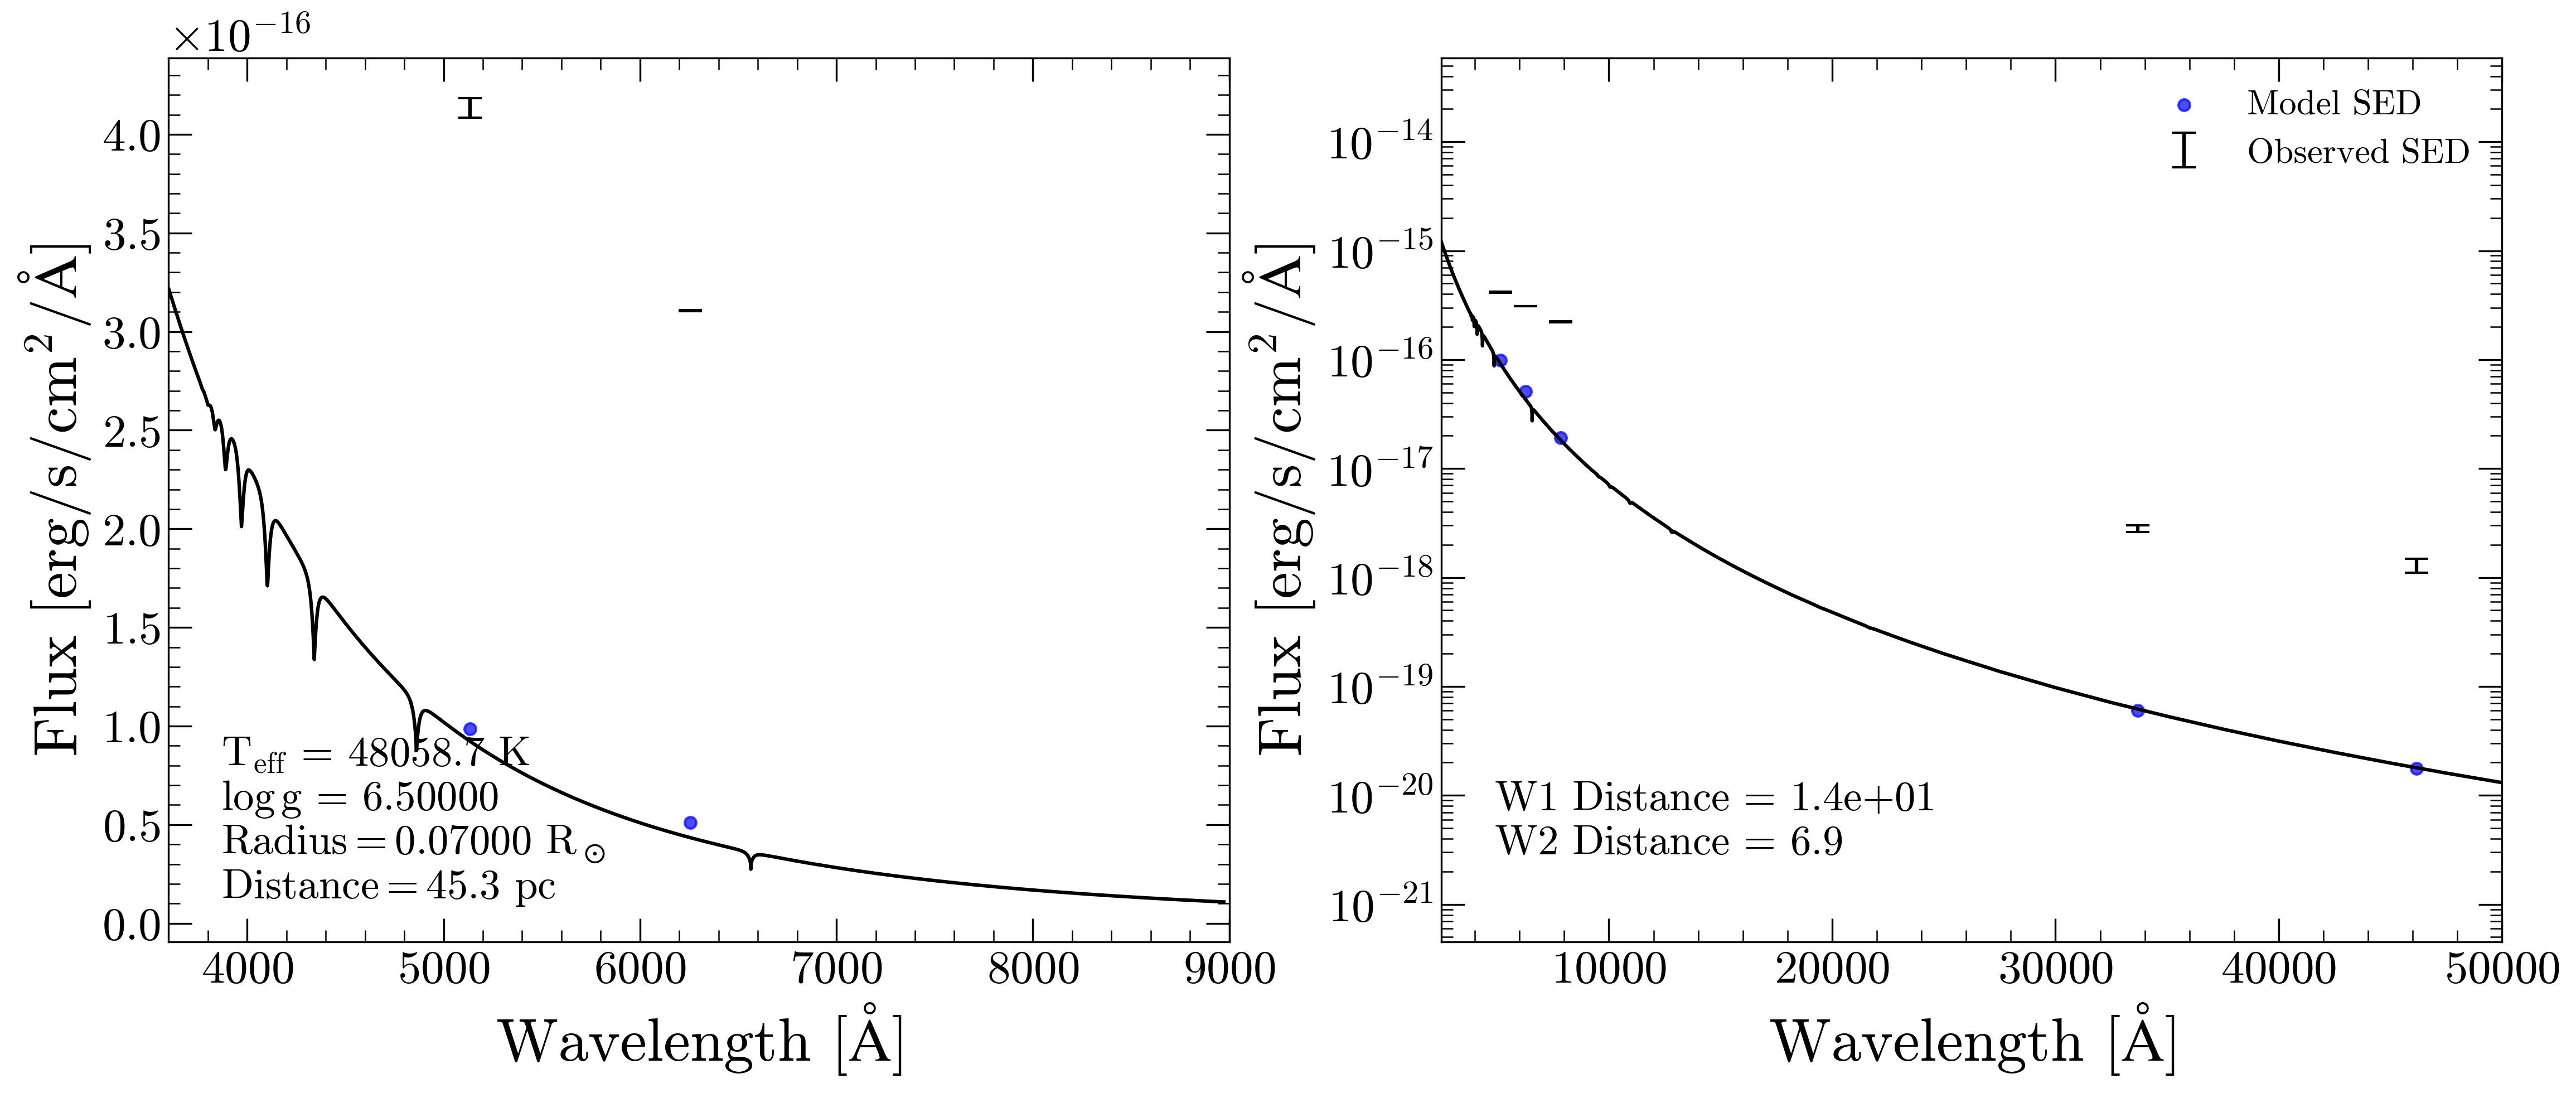 ×10⁻¹⁶
Flux [erg/s/cm²/Å]
4.0
3.5
3.0
2.5
2.0
1.5
1.0
0.5
0.0
T_eff = 48058.7 K
log g = 6.50000
Radius = 0.07000 R_⊙
Distance = 45.3 pc
4000 5000 6000 7000 8000 9000
Wavelength [Å]
Flux [erg/s/cm²/Å]
10⁻¹⁴
10⁻¹⁵
10⁻¹⁶
10⁻¹⁷
10⁻¹⁸
10⁻¹⁹
10⁻²⁰
10⁻²¹
Model SED
Observed SED
W1 Distance = 1.4e+01
W2 Distance = 6.9
10000 20000 30000 40000 50000
Wavelength [Å]